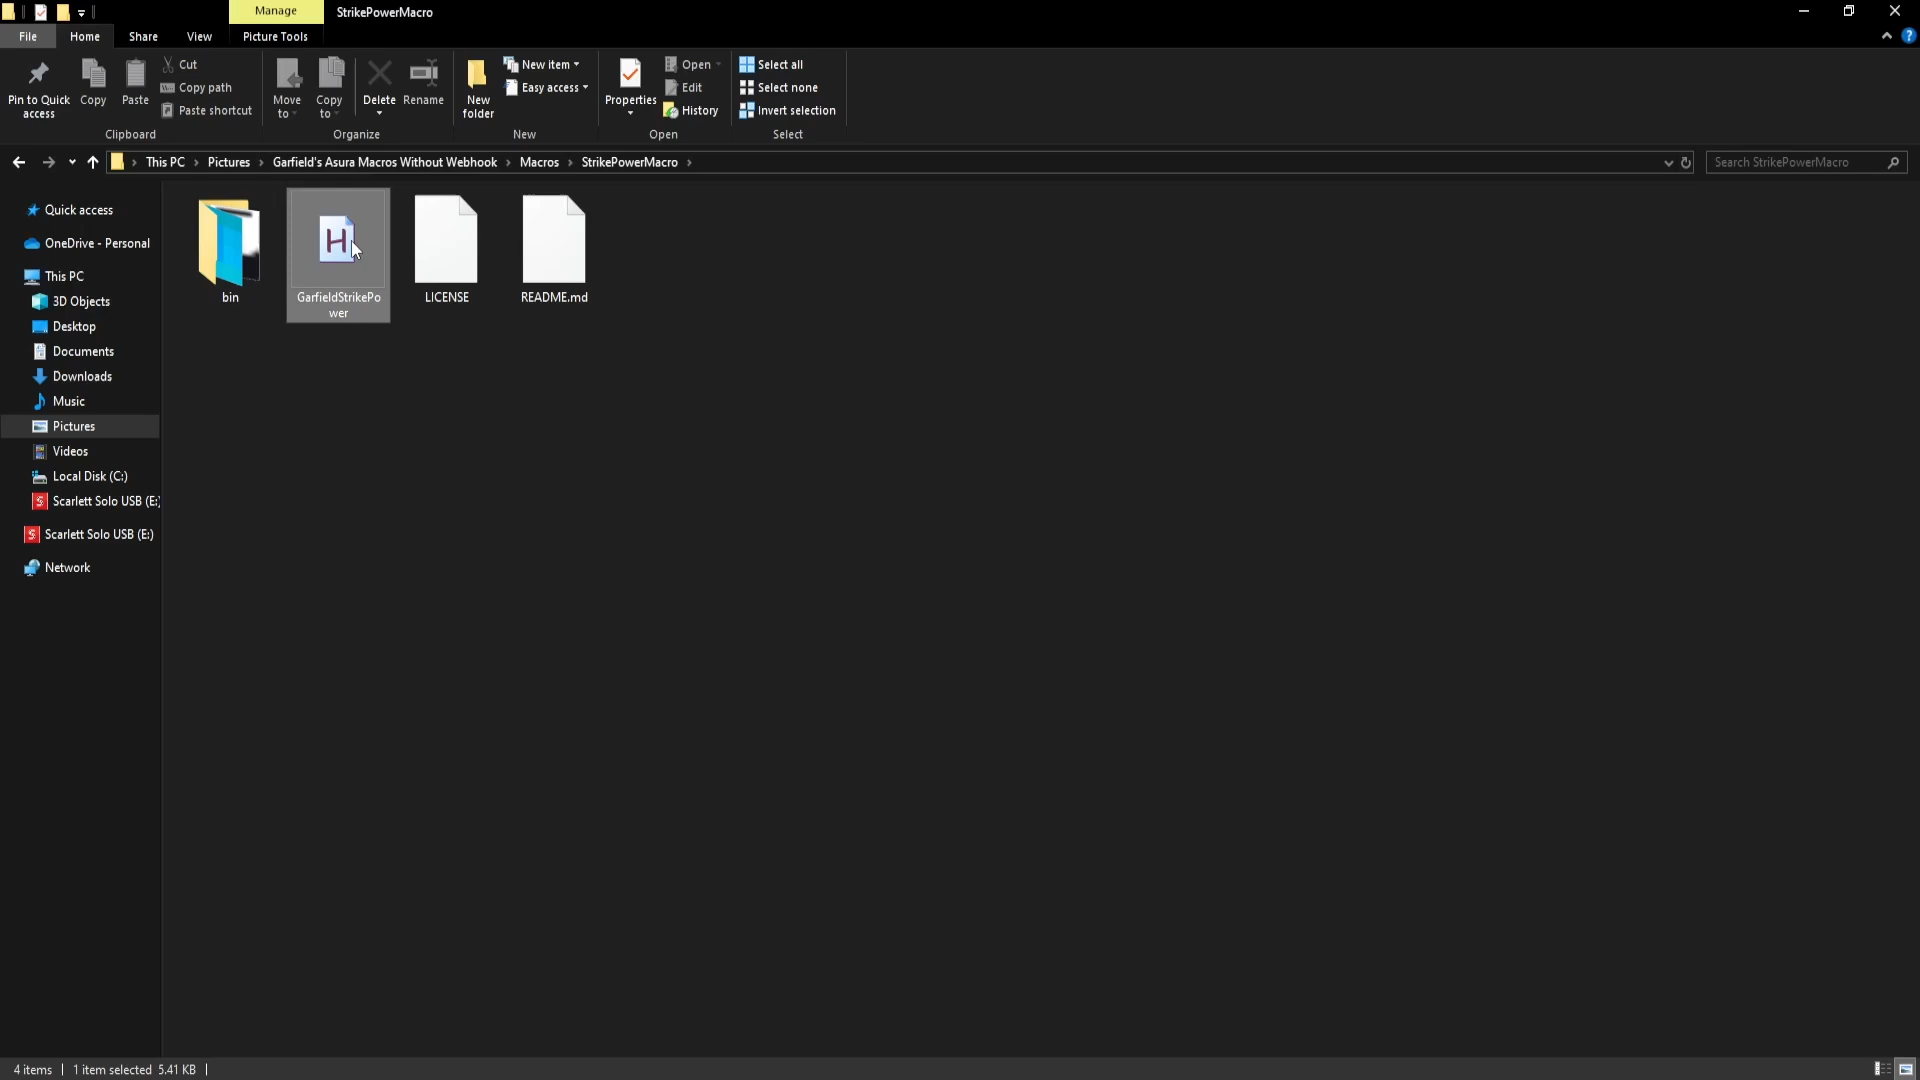 Manage
StrikePowerMacro
File
Home
Share
View
Picture Tools
Pin to Quick
access
Copy
Paste
Cut
Copy path
Paste shortcut
Clipboard
Move
to
Copy
to
Delete
Rename
Organize
New
folder
New item
Easy access
New
Properties
Open
Edit
History
Open
Select all
Select none
Invert selection
Select
This PC
Pictures
Garfield's Asura Macros Without Webhook
Macros
StrikePowerMacro
Search StrikePowerMacro
Quick access
OneDrive - Personal
This PC
3D Objects
Desktop
Documents
Downloads
Music
Pictures
Videos
Local Disk (C:)
Scarlett Solo USB (E:)
Scarlett Solo USB (E:)
Network
bin
H
GarfieldStrikePo
wer
LICENSE
README.md
4 items
1 item selected 5.41 KB